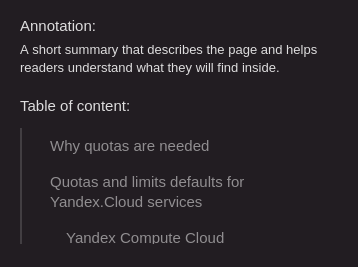 Annotation:
A short summary that describes the page and helps
readers understand what they will find inside.
Table of content:
Why quotas are needed
Quotas and limits defaults for
Yandex.Cloud services
Yandex Compute Cloud